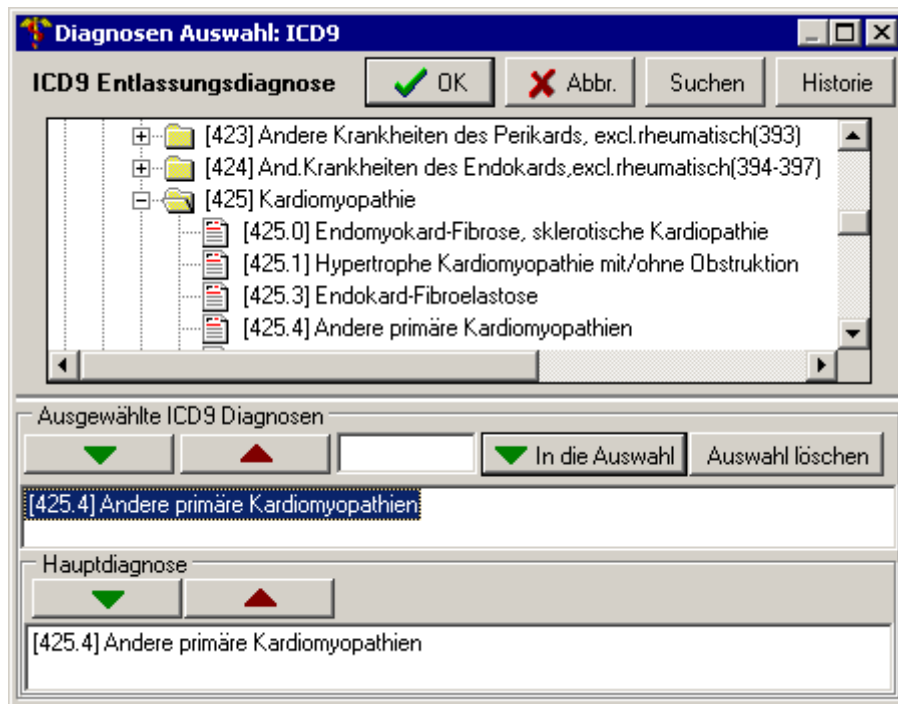 Diagnosen Auswahl: ICD9
ICD9 Entlassungsdiagnose OK Abbr. Suchen Historie
[423] Andere Krankheiten des Perikards, excl.rheumatisch(393)
[424] And.Krankheiten des Endokards,excl.rheumatisch(394-397)
[425] Kardiomyopathie
[425.0] Endomyokard-Fibrose, sklerotische Kardiopathie
[425.1] Hypertrophe Kardiomyopathie mit/ohne Obstruktion
[425.3] Endokard-Fibroelastose
[425.4] Andere primäre Kardiomyopathien
Ausgewählte ICD9 Diagnosen
In die Auswahl Auswahl löschen
[425.4] Andere primäre Kardiomyopathien
Hauptdiagnose
[425.4] Andere primäre Kardiomyopathien